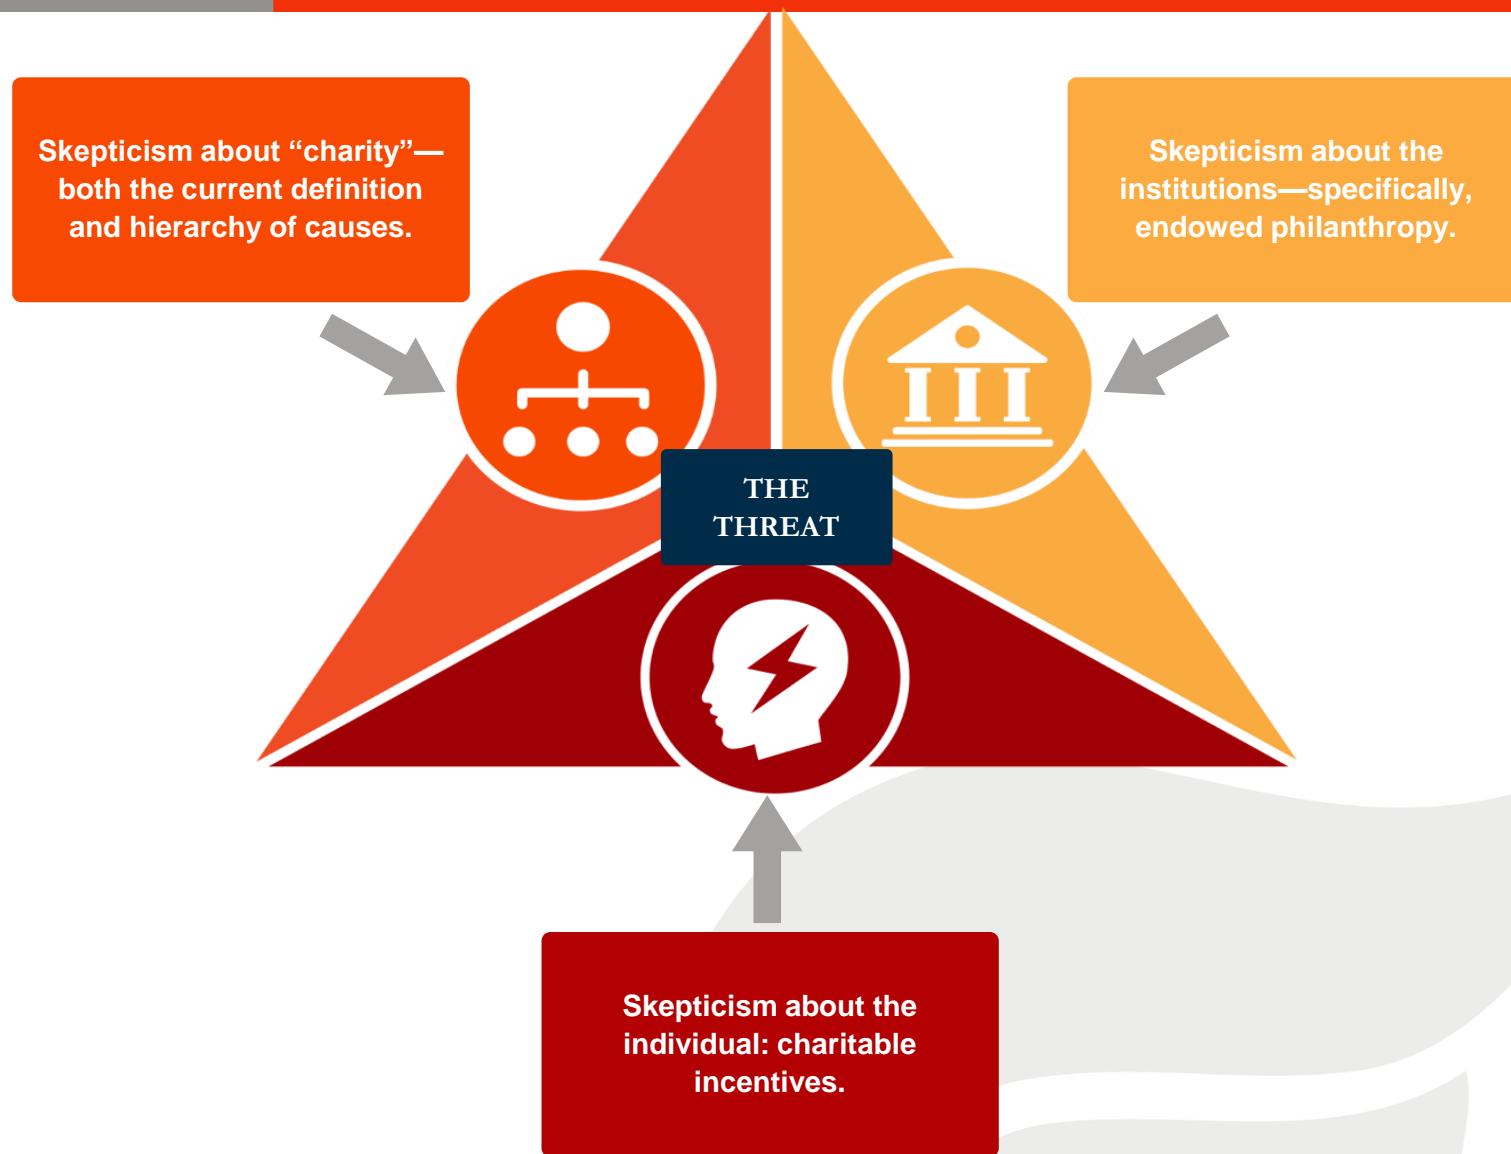 Skepticism about “charity”—
both the current definition
and hierarchy of causes.
Skepticism about the
institutions—specifically,
endowed philanthropy.
THE
THREAT
Skepticism about the
individual: charitable
incentives.